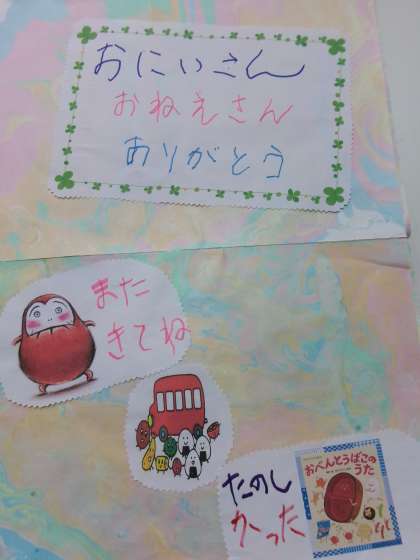 おにいさん
おねえさん
ありがとう
また
きてね
たのし
かった
おべんとうばこの
うた